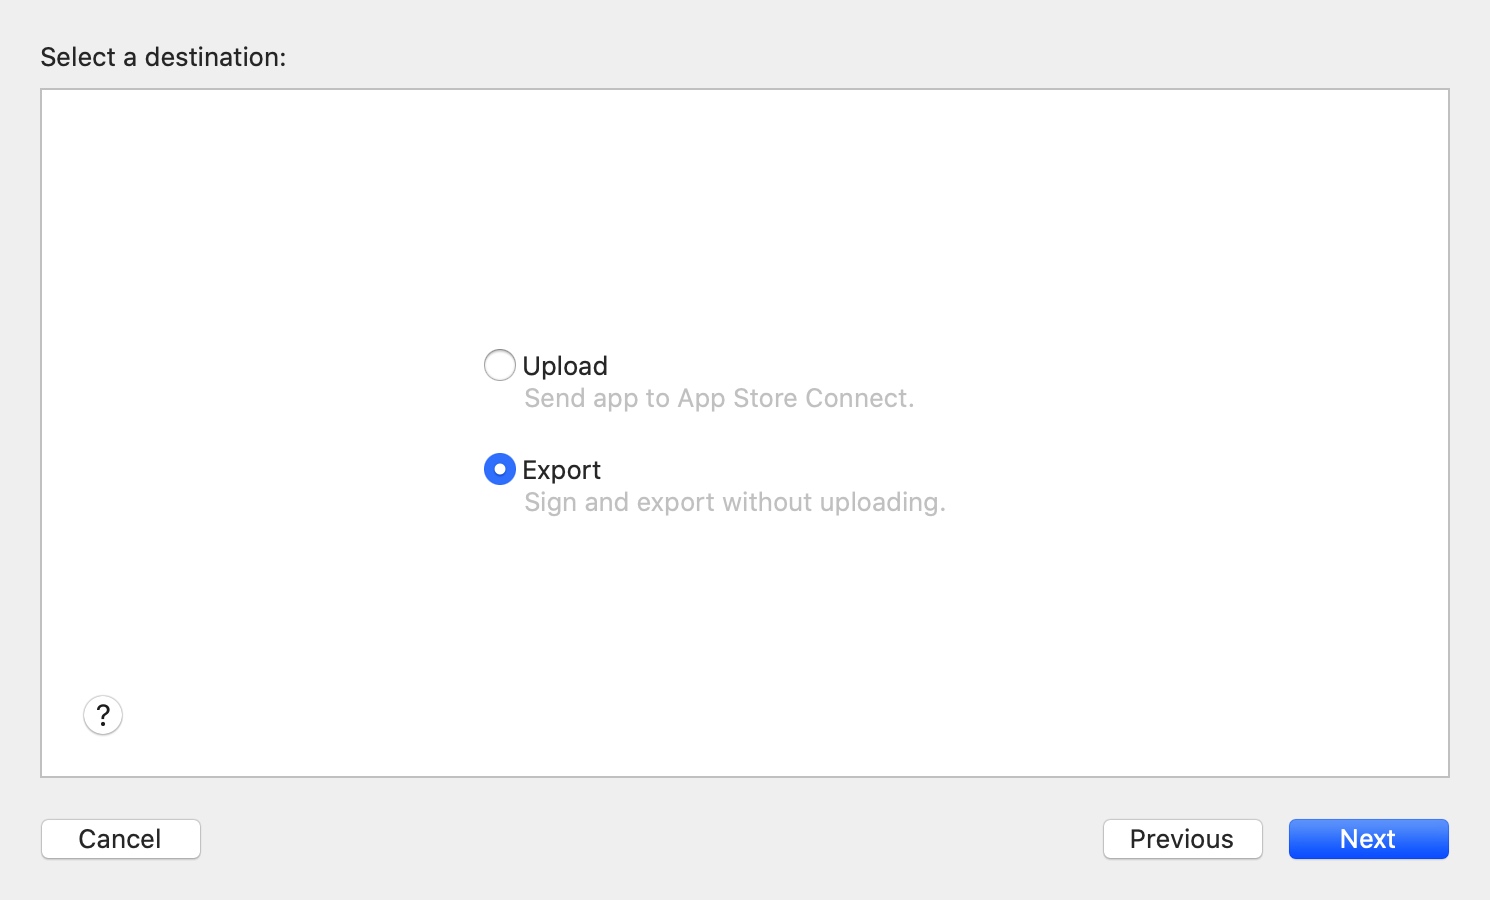 Select a destination:
Upload
Send app to App Store Connect.
Export
Sign and export without uploading.
?
Cancel
Previous
Next